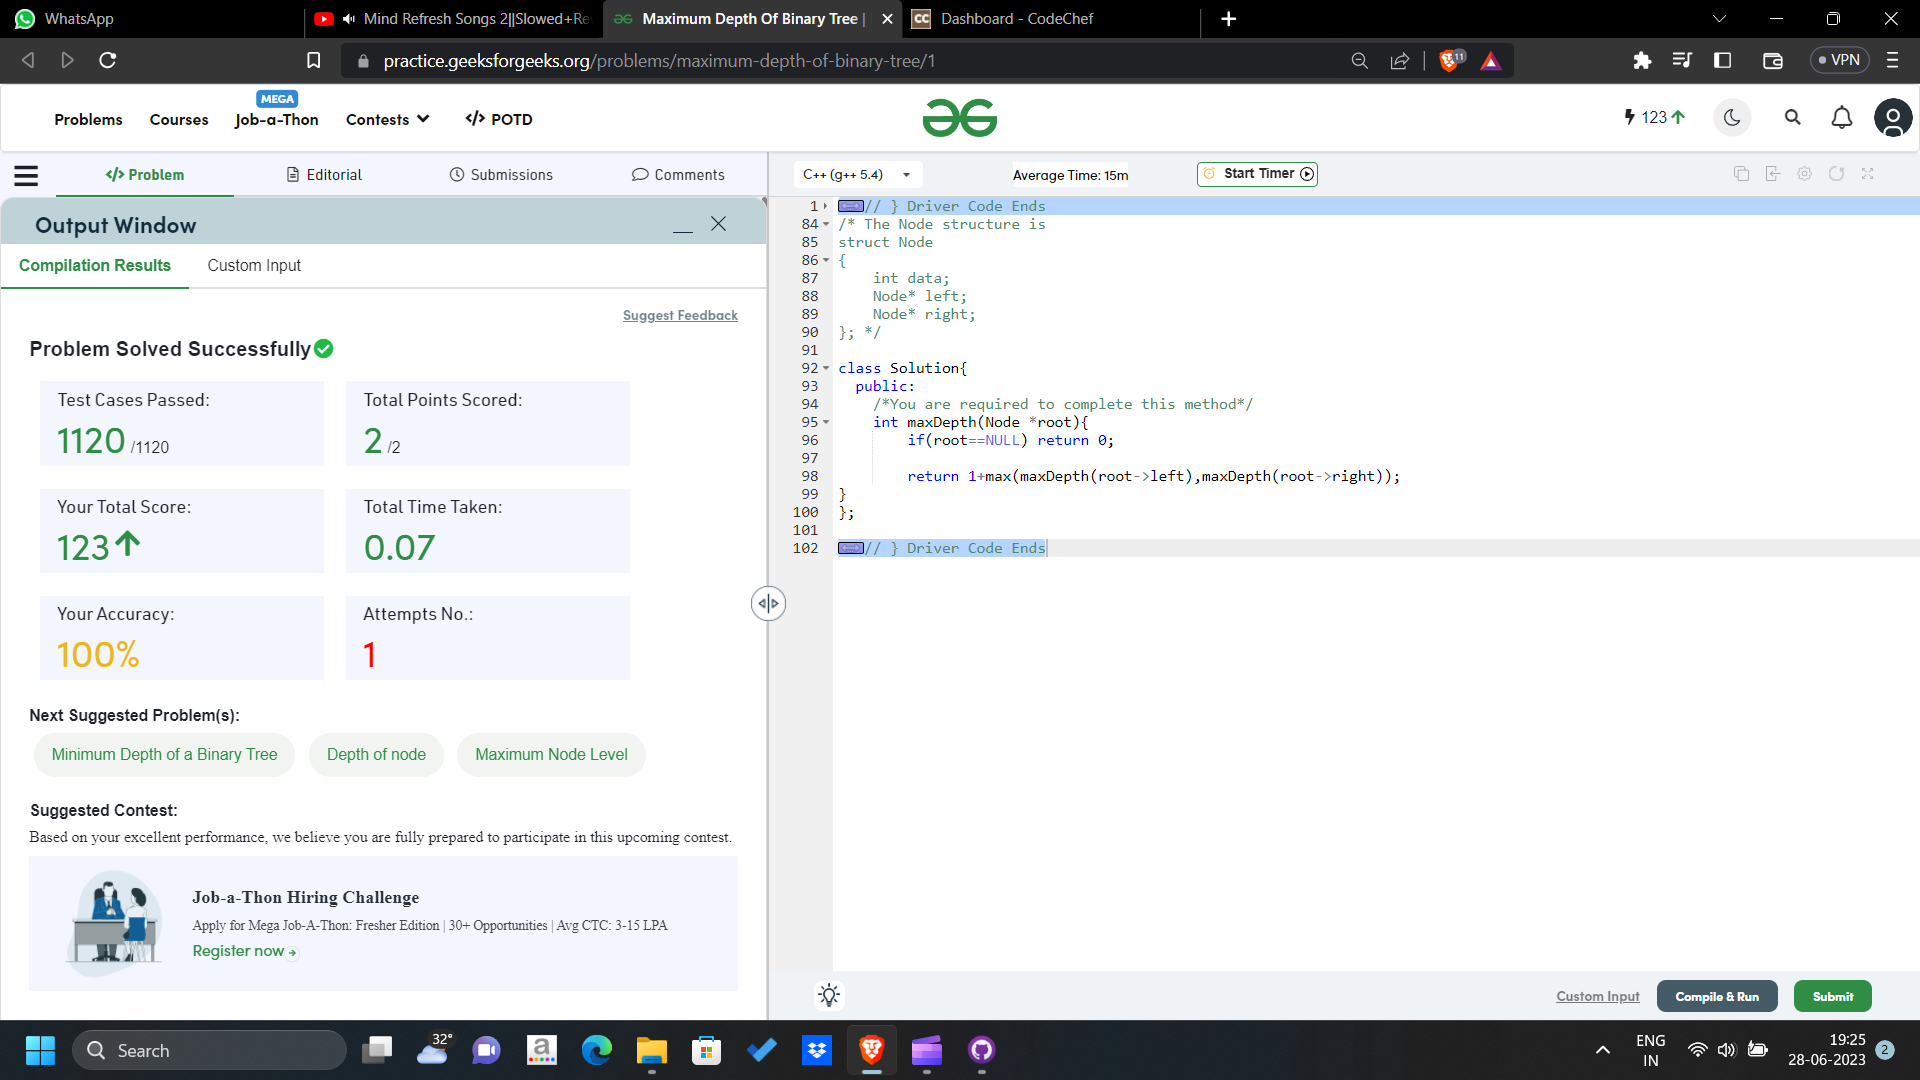 WhatsApp
Mind Refresh Songs 2||Slowed+Re
Maximum Depth Of Binary Tree |
CC Dashboard - CodeChef
practice.geeksforgeeks.org/problems/maximum-depth-of-binary-tree/1
11
VPN
MEGA
Problems
Courses
Job-a-Thon
Contests
</> POTD
123
</> Problem
Editorial
Submissions
Comments
C++ (g++ 5.4)
Average Time: 15m
Start Timer
Output Window
Compilation Results
Custom Input
Suggest Feedback
Problem Solved Successfully
Test Cases Passed:
1120 /1120
Total Points Scored:
2 /2
Your Total Score:
123
Total Time Taken:
0.07
Your Accuracy:
100%
Attempts No.:
1
Next Suggested Problem(s):
Minimum Depth of a Binary Tree
Depth of node
Maximum Node Level
Suggested Contest:
Based on your excellent performance, we believe you are fully prepared to participate in this upcoming contest.
Job-a-Thon Hiring Challenge
Apply for Mega Job-A-Thon: Fresher Edition | 30+ Opportunities | Avg CTC: 3-15 LPA
Register now
1 // } Driver Code Ends
84 /* The Node structure is
85 struct Node
86 {
87     int data;
88     Node* left;
89     Node* right;
90 }; */
91
92 class Solution{
93   public:
94     /*You are required to complete this method*/
95     int maxDepth(Node *root){
96         if(root==NULL) return 0;
97
98         return 1+max(maxDepth(root->left),maxDepth(root->right));
99 }
100 };
101
102 // } Driver Code Ends
Custom Input
Compile & Run
Submit
Search
32°
a
ENG
IN
19:25
28-06-2023
2